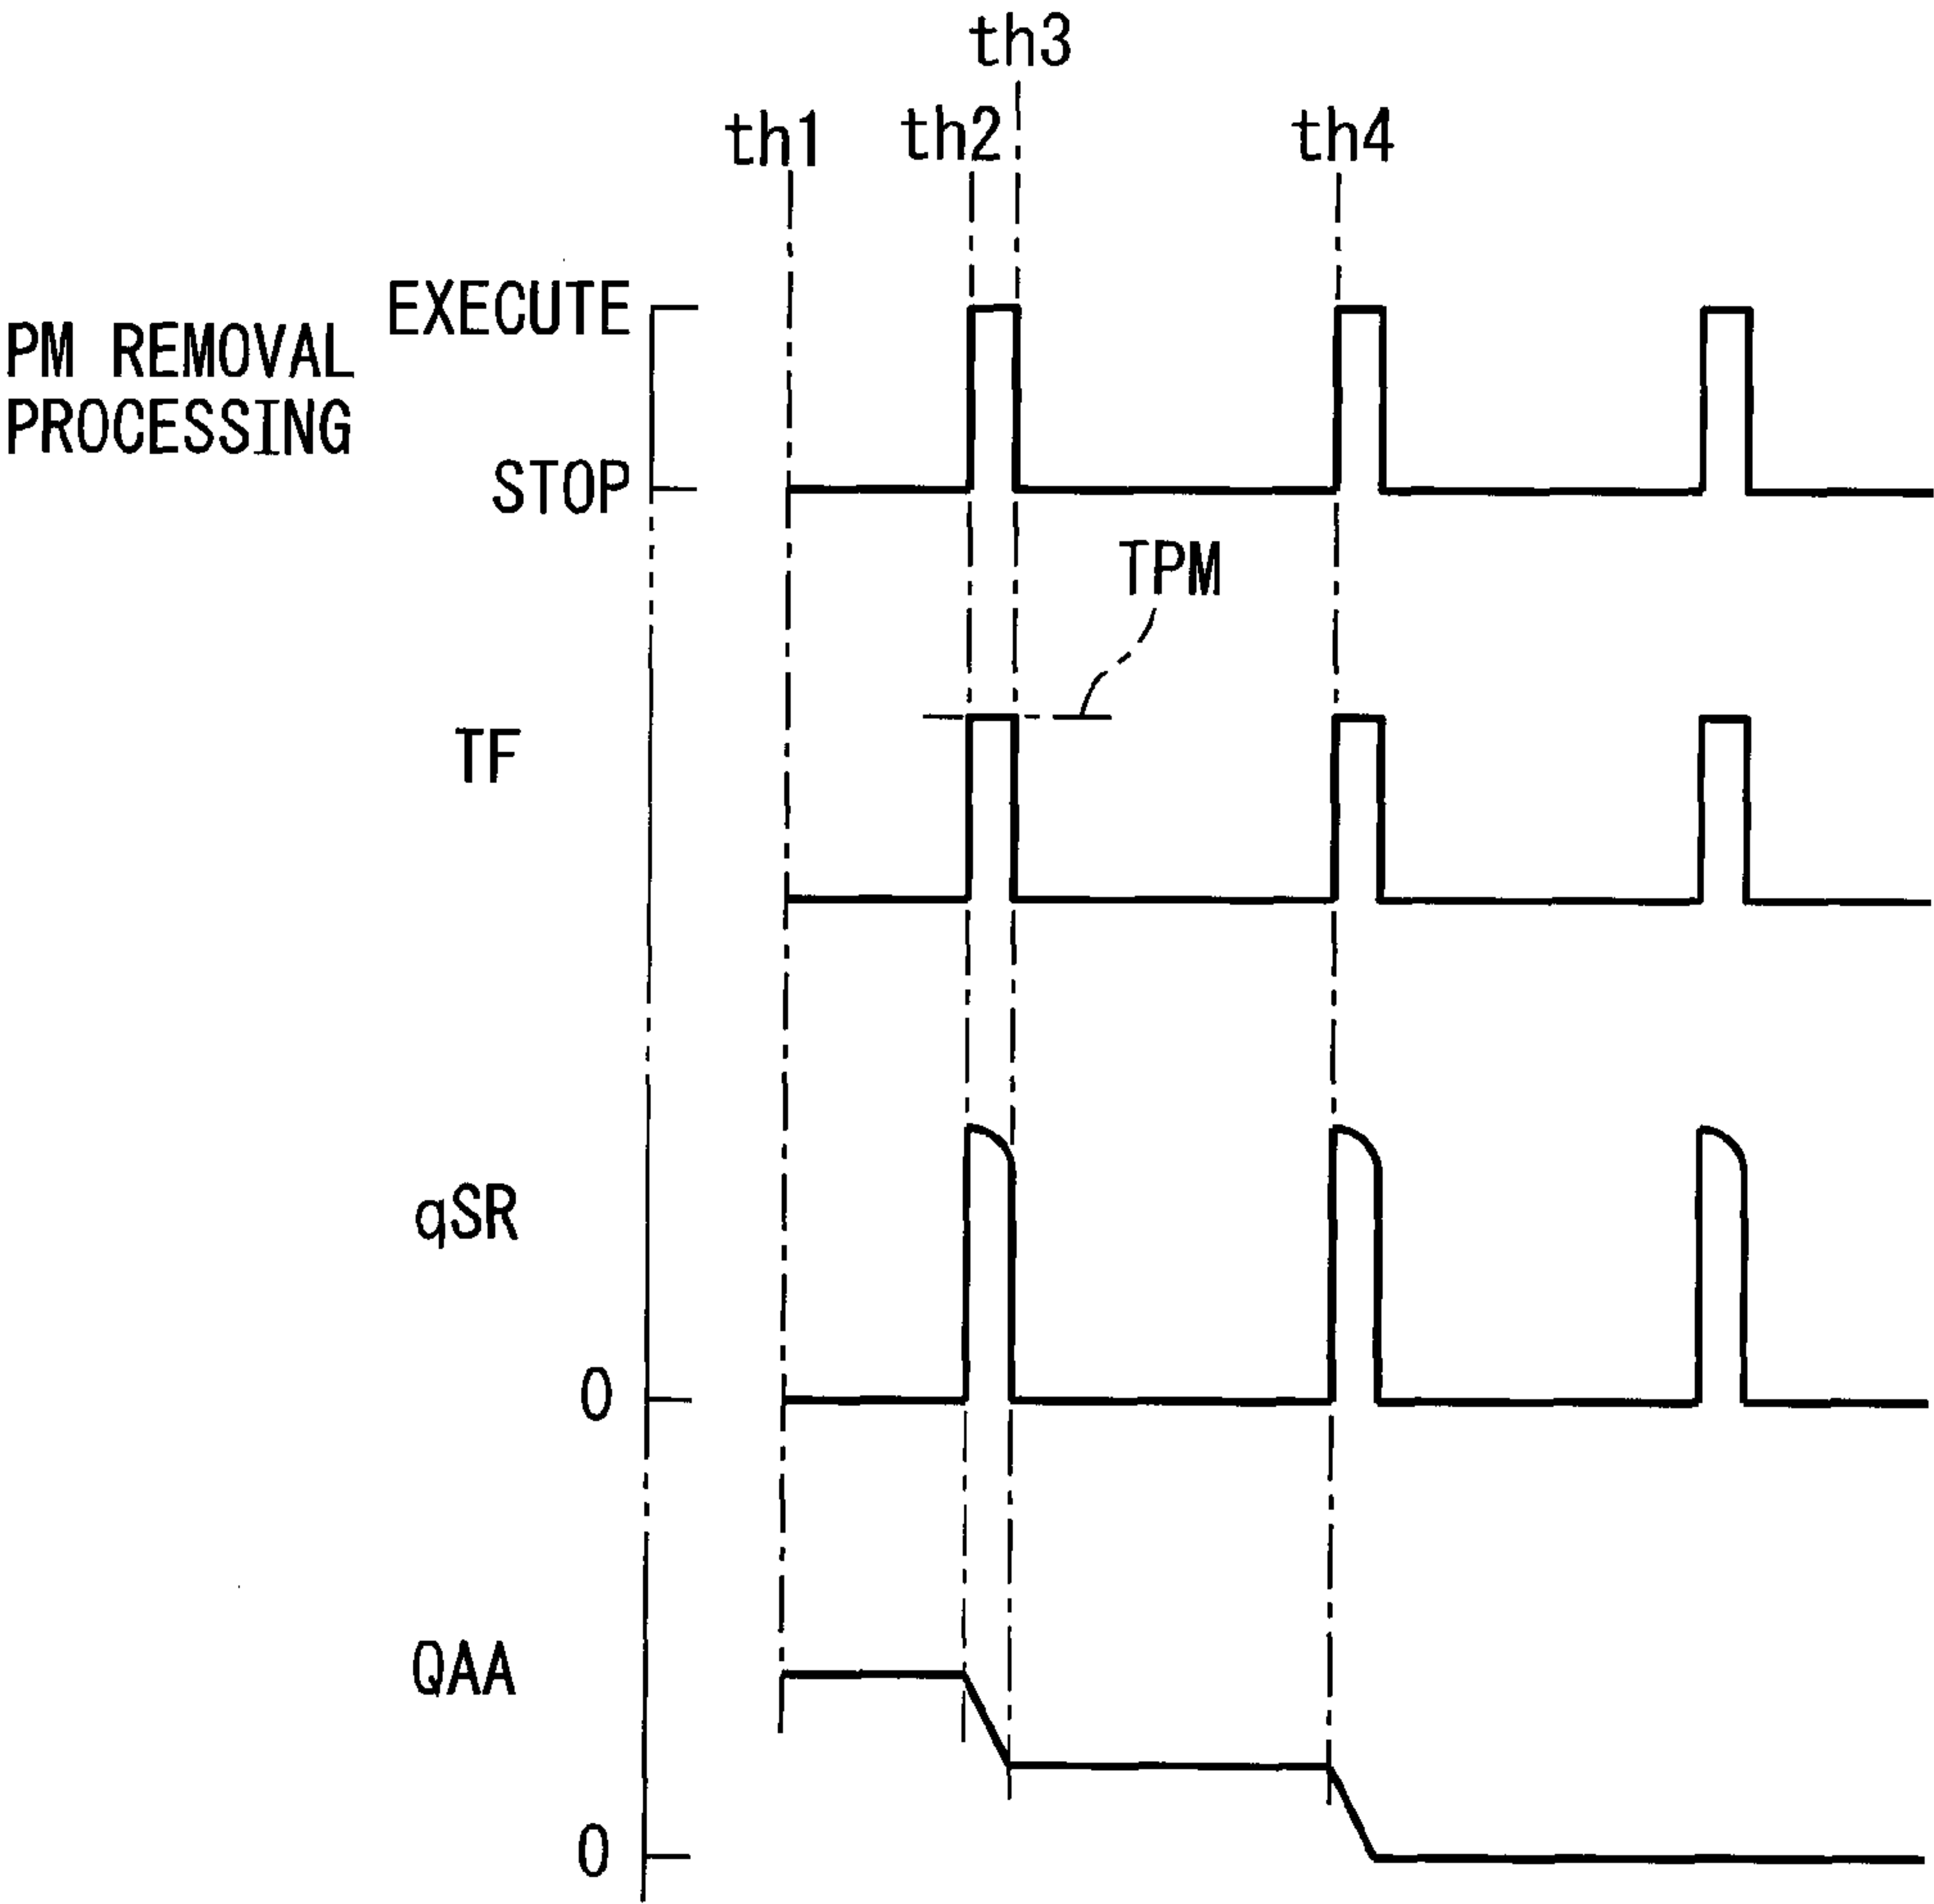 th3
th1
th2
th4
EXECUTE
PM REMOVAL
PROCESSING
STOP
TPM
TF
qSR
0
QAA
0